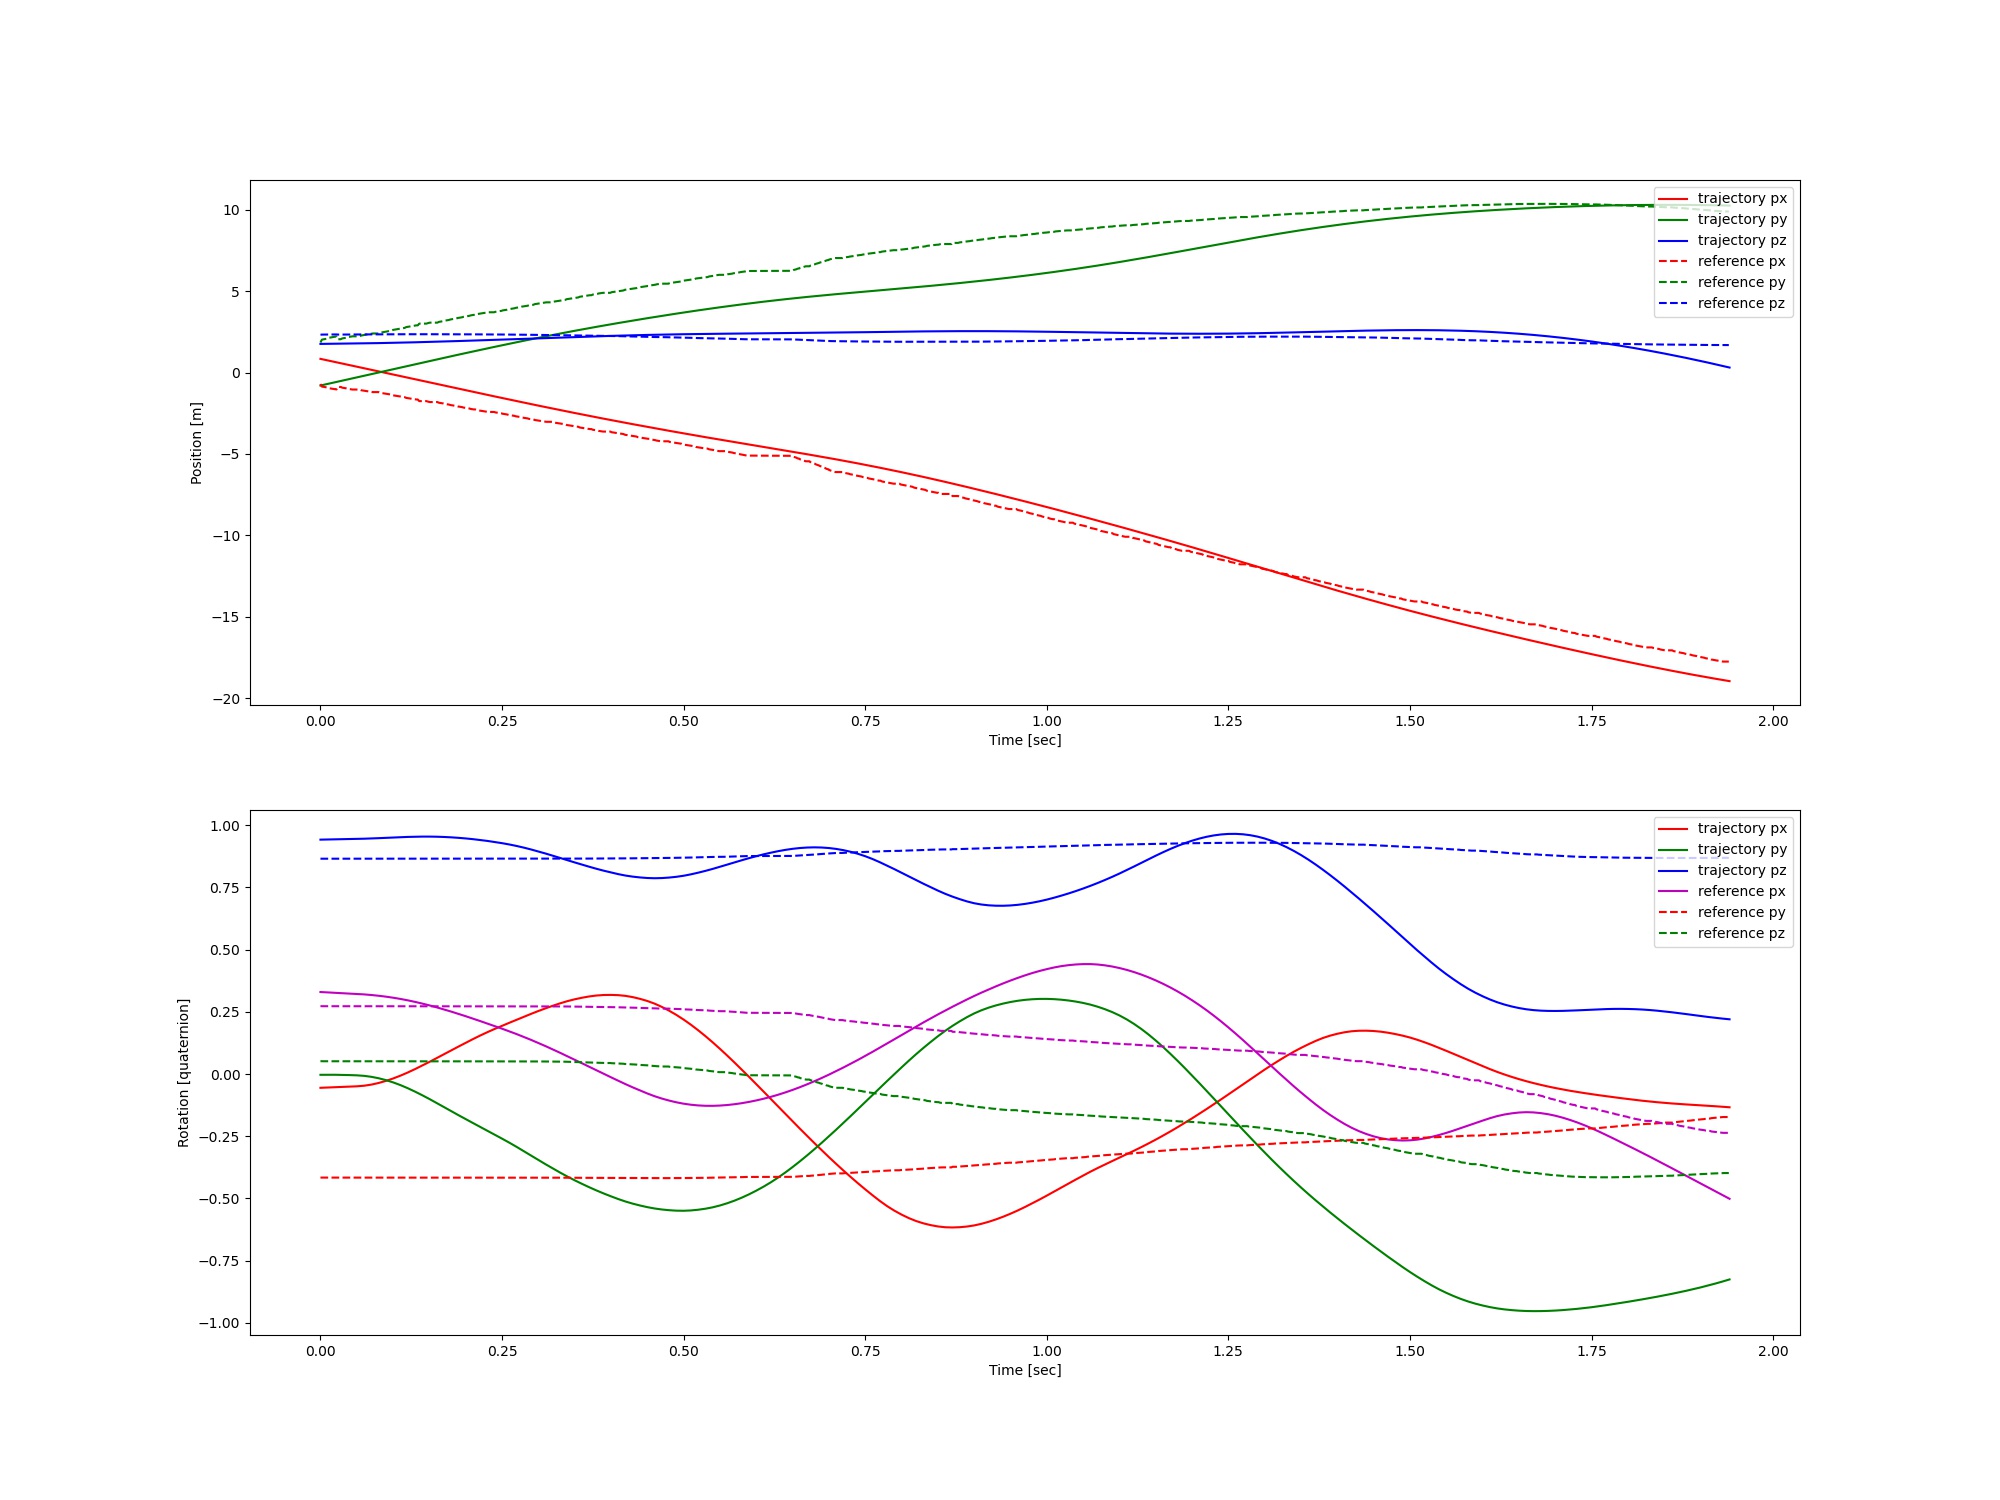 10
5
0
−5
−10
−15
−20
Position [m]
trajectory px
trajectory py
trajectory pz
reference px
reference py
reference pz
0.00 0.25 0.50 0.75 1.00 1.25 1.50 1.75 2.00
Time [sec]
1.00
0.75
0.50
0.25
0.00
−0.25
−0.50
−0.75
−1.00
Rotation [quaternion]
trajectory px
trajectory py
trajectory pz
reference px
reference py
reference pz
0.00 0.25 0.50 0.75 1.00 1.25 1.50 1.75 2.00
Time [sec]